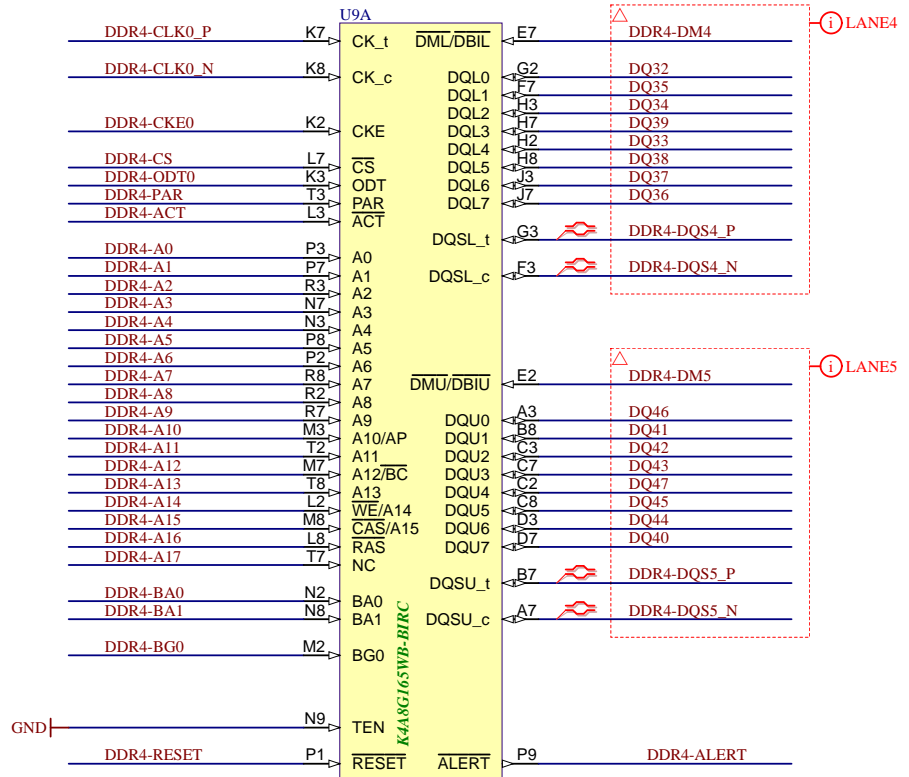 U9A
DDR4-CLK0_P K7 CK_t DML/DBIL E7 DDR4-DM4 LANE4
DDR4-CLK0_N K8 CK_c DQL0 G2 DQ32
DQL1 F7 DQ35
DQL2 H3 DQ34
DDR4-CKE0 K2 CKE DQL3 H7 DQ39
DQL4 H2 DQ33
DDR4-CS L7 CS DQL5 H8 DQ38
DDR4-ODT0 K3 ODT DQL6 J3 DQ37
DDR4-PAR T3 PAR DQL7 J7 DQ36
DDR4-ACT L3 ACT
DQSL_t G3 DDR4-DQS4_P
DDR4-A0 P3 A0
DDR4-A1 P7 A1 DQSL_c F3 DDR4-DQS4_N
DDR4-A2 R3 A2
DDR4-A3 N7 A3
DDR4-A4 N3 A4
DDR4-A5 P8 A5
DDR4-A6 P2 A6 LANE5
DDR4-A7 R8 A7 DMU/DBIU E2 DDR4-DM5
DDR4-A8 R2 A8
DDR4-A9 R7 A9 DQU0 A3 DQ46
DDR4-A10 M3 A10/AP DQU1 B8 DQ41
DDR4-A11 T2 A11 DQU2 C3 DQ42
DDR4-A12 M7 A12/BC DQU3 C7 DQ43
DDR4-A13 T8 A13 DQU4 C2 DQ47
DDR4-A14 L2 WE/A14 DQU5 C8 DQ45
DDR4-A15 M8 CAS/A15 DQU6 D3 DQ44
DDR4-A16 L8 RAS DQU7 D7 DQ40
DDR4-A17 T7 NC
DQSU_t B7 DDR4-DQS5_P
DDR4-BA0 N2 BA0
DDR4-BA1 N8 BA1 DQSU_c A7 DDR4-DQS5_N
DDR4-BG0 M2 BG0
K4A8G165WB-BIRC
GND N9 TEN
DDR4-RESET P1 RESET ALERT P9 DDR4-ALERT